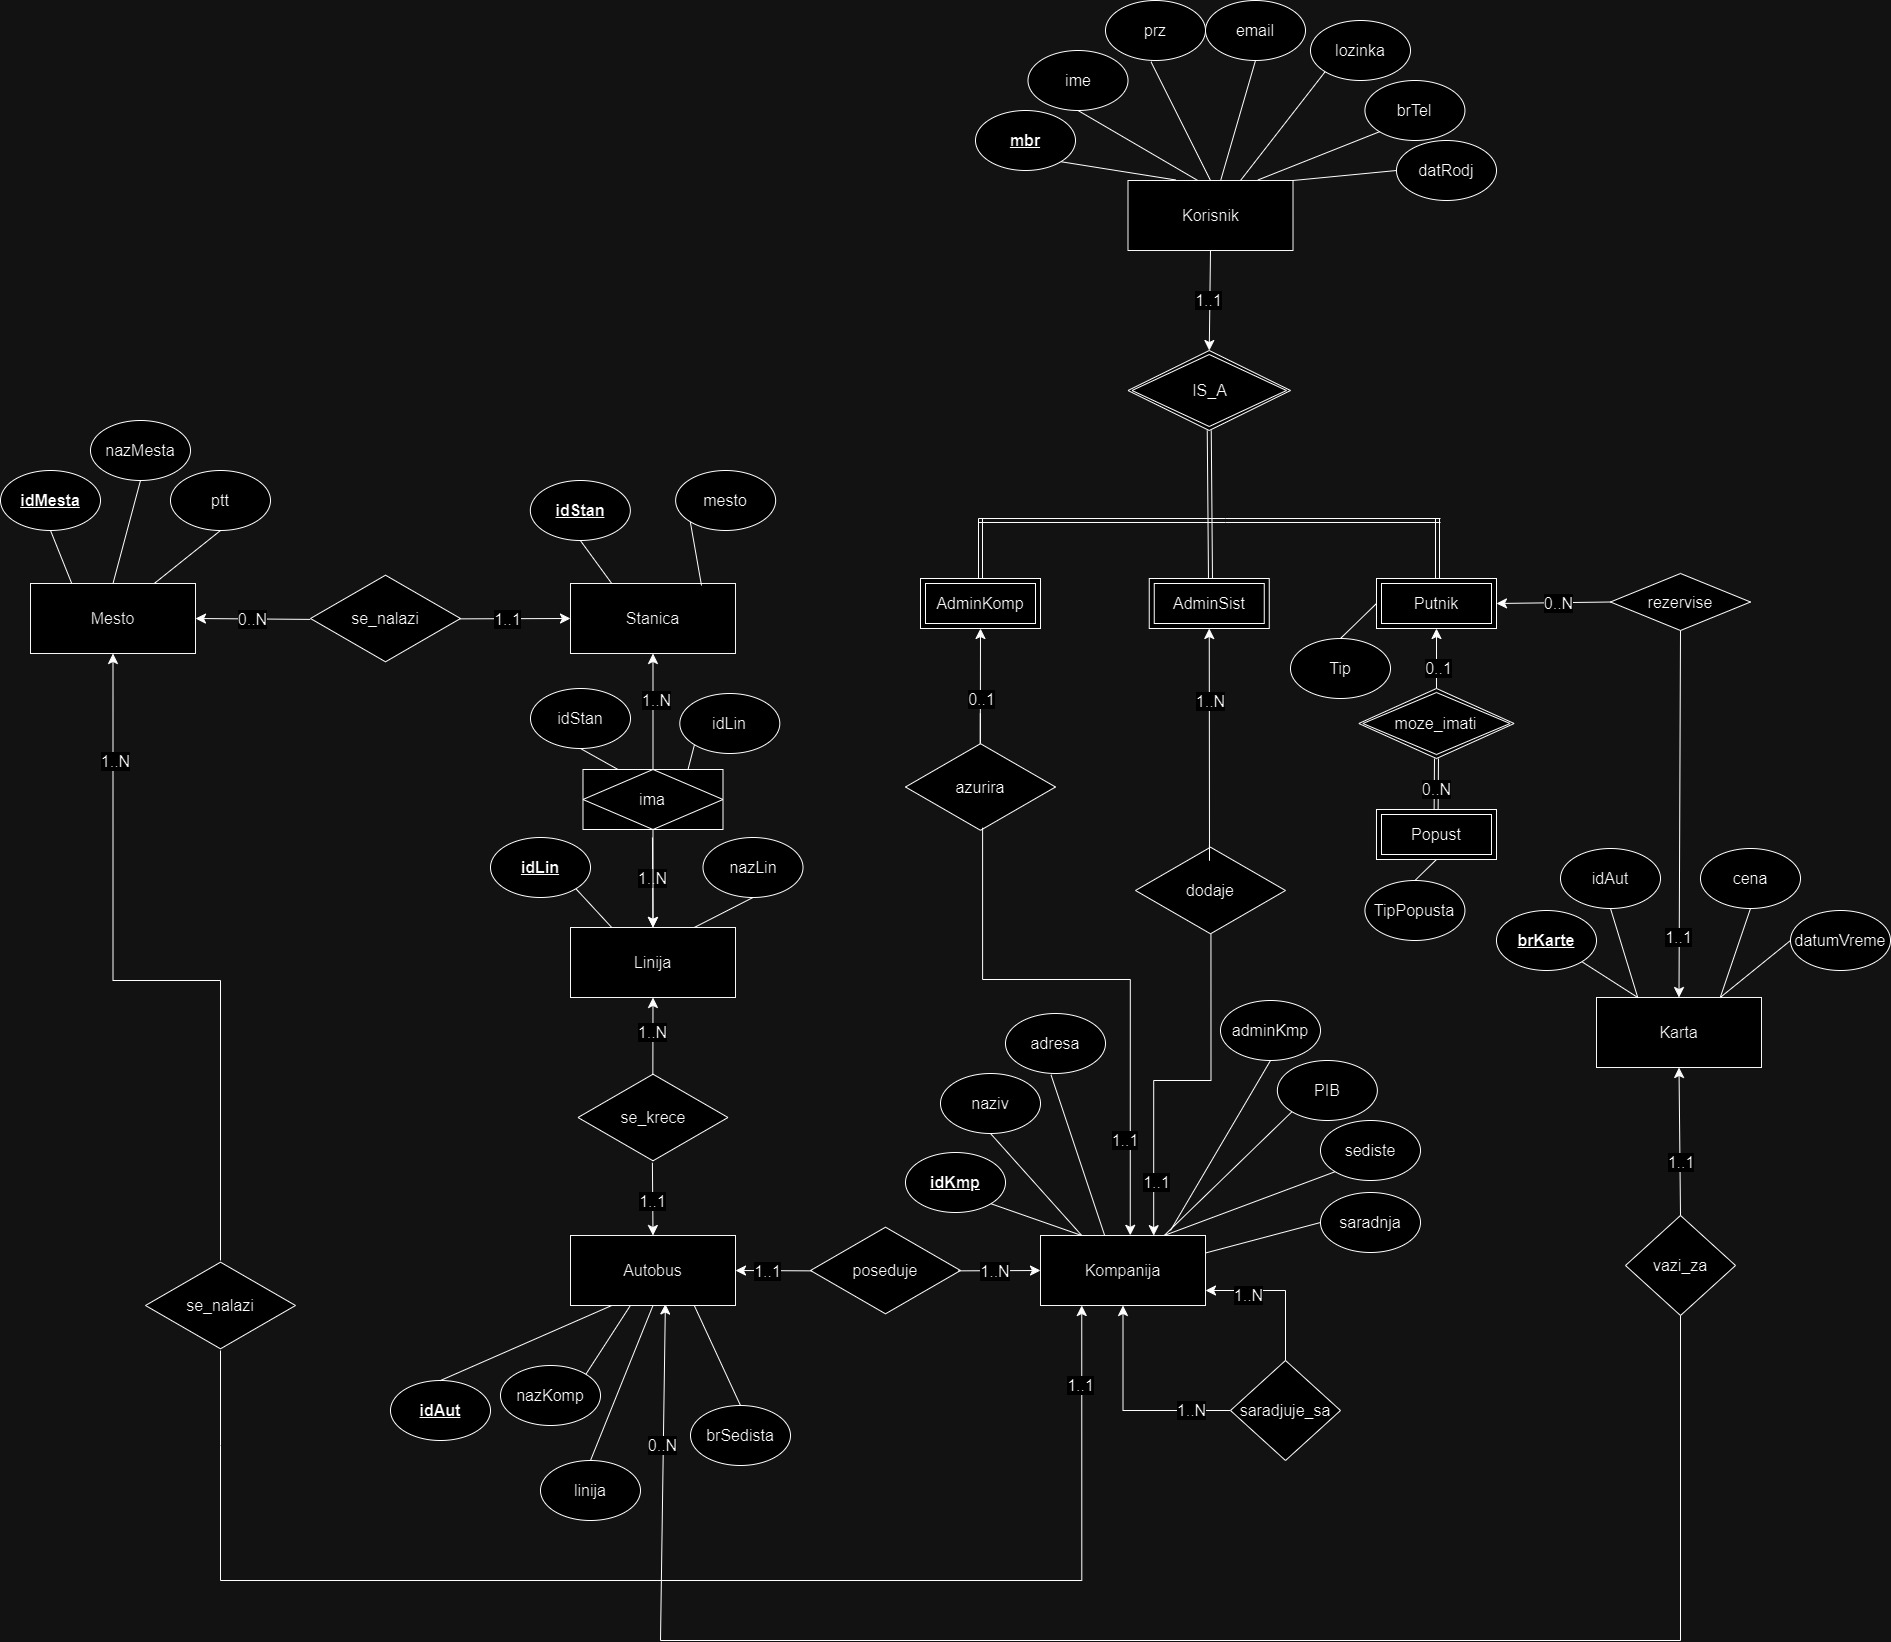 prz
email
lozinka
ime
brTel
mbr
datRodj
Korisnik
1..1
IS_A
nazMesta
idMesta
ptt
idStan
mesto
AdminKomp
AdminSist
Putnik
0..N
rezervise
Mesto
0..N
se_nalazi
1..1
Stanica
Tip
0..1
1..N
idStan
idLin
0..1
1..N
moze_imati
1..N
ima
azurira
0..N
Popust
idLin
1..N
nazLin
dodaje
TipPopusta
idAut
cena
brKarte
datumVreme
1..1
Linija
Karta
1..N
adresa
adminKmp
naziv
PIB
se_krece
1..1
sediste
1..1
idKmp
1..1
1..1
1..1
saradnja
Autobus
1..1
poseduje
1..N
Kompanija
vazi_za
1..N
se_nalazi
1..1
nazKomp
idAut
brSedista
0..N
1..N
saradjuje_sa
linija